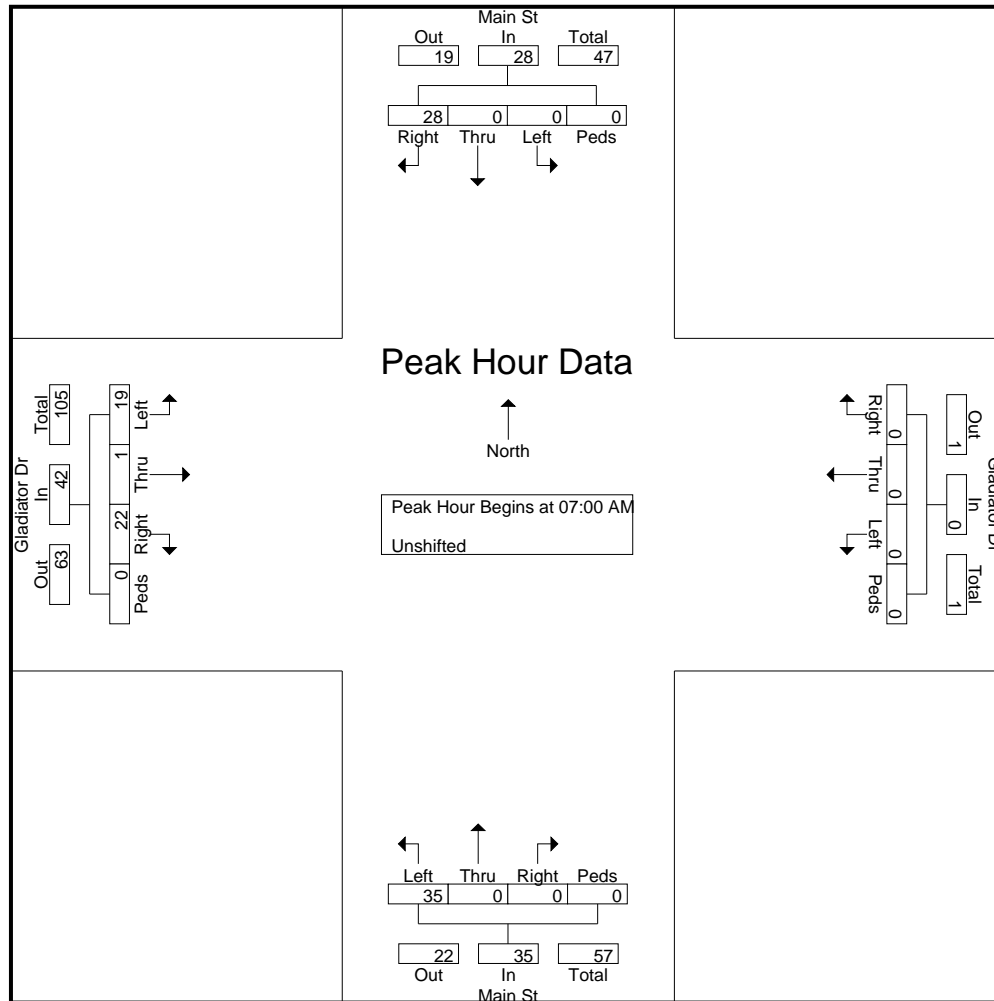 Main St
Out In Total
19 28 47
28 0 0 0
Right Thru Left Peds
Peak Hour Data
North
Peak Hour Begins at 07:00 AM
Unshifted
Gladiator Dr
Out In Total
63 42 105
19 1 22 0
Left Thru Right Peds
Right Thru Left Peds
0 0 0 0
1 0 1
Out In Total
Gladiator Dr
Left Thru Right Peds
35 0 0 0
22 35 57
Out In Total
Main St